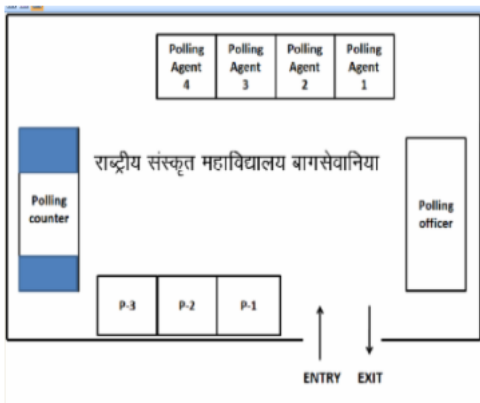 Polling Agent 4
Polling Agent 3
Polling Agent 2
Polling Agent 1
राष्ट्रीय संस्कृत महाविद्यालय बागसेवानिया
Polling counter
Polling officer
P-3
P-2
P-1
ENTRY
EXIT